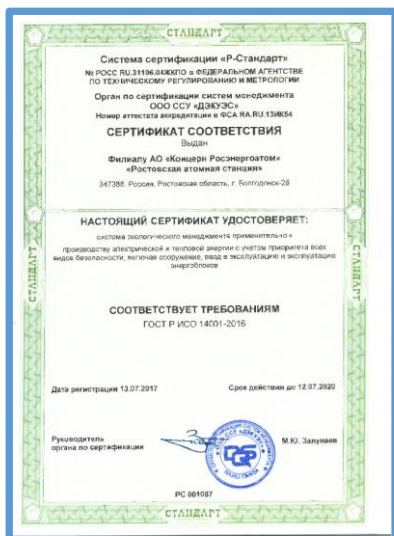 СТАНДАРТ
Система сертификации «Р-Стандарт»
№ РОСС RU.31106.04ЖКП0 в ФЕДЕРАЛЬНОМ АГЕНТСТВЕ
ПО ТЕХНИЧЕСКОМУ РЕГУЛИРОВАНИЮ И МЕТРОЛОГИИ
Орган по сертификации систем менеджмента
ООО ССУ «ДЭКУЭС»
Номер аттестата аккредитации в ФСА RA.RU.13ИК54
СЕРТИФИКАТ СООТВЕТСТВИЯ
Выдан
Филиалу АО «Концерн Росэнергоатом»
«Ростовская атомная станция»
347388, Россия, Ростовская область, г. Волгодонск-28
НАСТОЯЩИЙ СЕРТИФИКАТ УДОСТОВЕРЯЕТ:
система экологического менеджмента применительно к
производству электрической и тепловой энергии с учетом приоритета всех
видов безопасности, включая сооружение, ввод в эксплуатацию и эксплуатацию
энергоблоков
СТАНДАРТ
СТАНДАРТ
СООТВЕТСТВУЕТ ТРЕБОВАНИЯМ
ГОСТ Р ИСО 14001-2016
Дата регистрации 13.07.2017
Срок действия до 12.07.2020
Руководитель
органа по сертификации
М.Ю. Залунаев
РС 001087
СТАНДАРТ